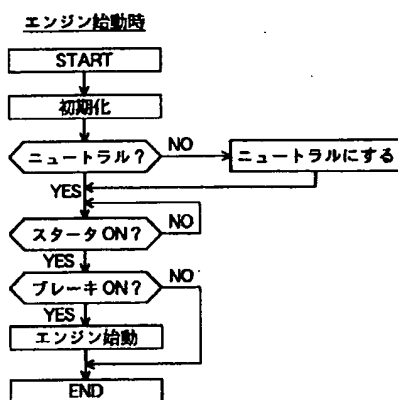 エンジン始動時
START
初期化
ニュートラル? NO ニュートラルにする
YES
スタータON? NO
YES
ブレーキON? NO
YES
エンジン始動
END